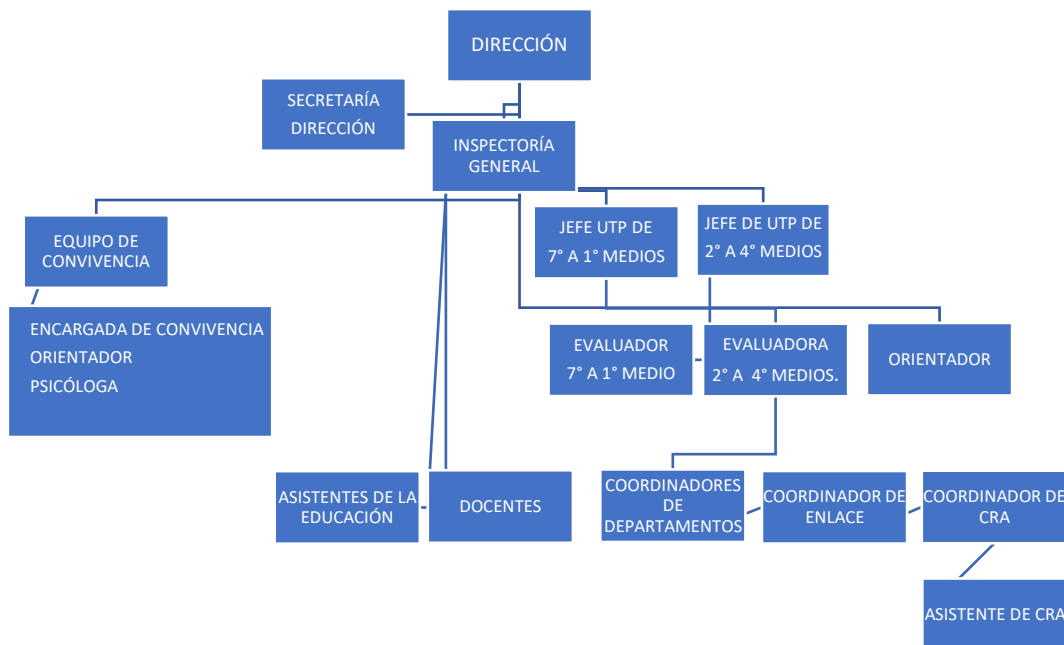 DIRECCIÓN
SECRETARÍA
DIRECCIÓN
INSPECTORÍA
GENERAL
EQUIPO DE
CONVIVENCIA
JEFE UTP DE
7° A 1° MEDIOS
JEFE DE UTP DE
2° A 4° MEDIOS
ENCARGADA DE CONVIVENCIA
ORIENTADOR
PSICÓLOGA
EVALUADOR
7° A 1° MEDIO
EVALUADORA
2° A 4° MEDIOS.
ORIENTADOR
ASISTENTES DE LA
EDUCACIÓN
DOCENTES
COORDINADORES
DE
DEPARTAMENTOS
COORDINADOR DE
ENLACE
COORDINADOR DE
CRA
ASISTENTE DE CRA